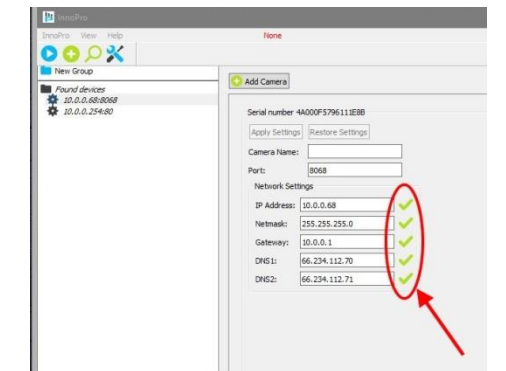 InnoPro
InnoPro View Help None
New Group
Found devices
10.0.0.68:8068
10.0.0.254:80
Add Camera
Serial number 4A000F5796111E8B
Apply Settings Restore Settings
Camera Name:
Port: 8068
Network Settings
IP Address: 10.0.0.68
Netmask: 255.255.255.0
Gateway: 10.0.0.1
DNS1: 66.234.112.70
DNS2: 66.234.112.71